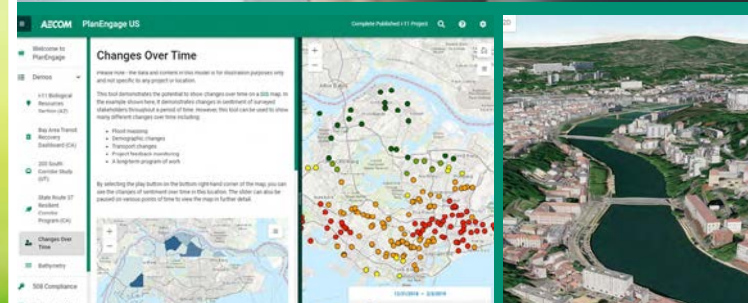 AECOM PlanEngage US
Complete Published I-11 Project
Welcome to
PlanEngage
Demos
I-11 Biological
Resources
Section (AZ)
Bay Area Transit
Recovery
Dashboard (CA)
200 South
Corridor Study
(UT)
State Route 37
Resilient
Corridor
Program (CA)
Changes Over
Time
Bathymetry
508 Compliance
Changes Over Time
Please note - the data and content in this model is for illustration purposes only
and not specific to any project or location.
This tool demonstrates the potential to show changes over time on a GIS map. In
the example shown here, it demonstrates changes in sentiment of surveyed
stakeholders throughout a period of time. However, this tool can be used to show
many different changes over time including:
• Flood mapping
• Demographic changes
• Transport changes
• Project feedback monitoring
• A long-term program of work
By selecting the play button on the bottom right-hand corner of the map, you can
see the changes of sentiment over time in this location. The slider can also be
paused on various points of time to view the map in further detail.